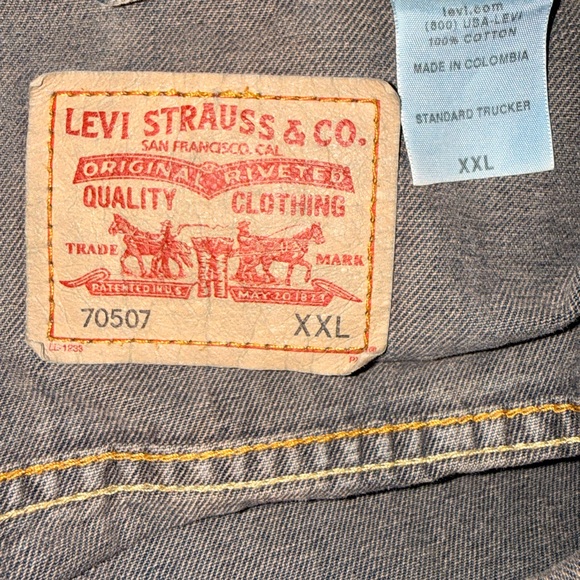 LEVI STRAUSS & CO.
SAN FRANCISCO, CAL
ORIGINAL RIVETED
QUALITY CLOTHING
TRADE MARK
PATENTED IN U.S. MAY 20 1873
70507 XXL
levi.com
(800) USA-LEVI
100% COTTON
MADE IN COLOMBIA
STANDARD TRUCKER
XXL